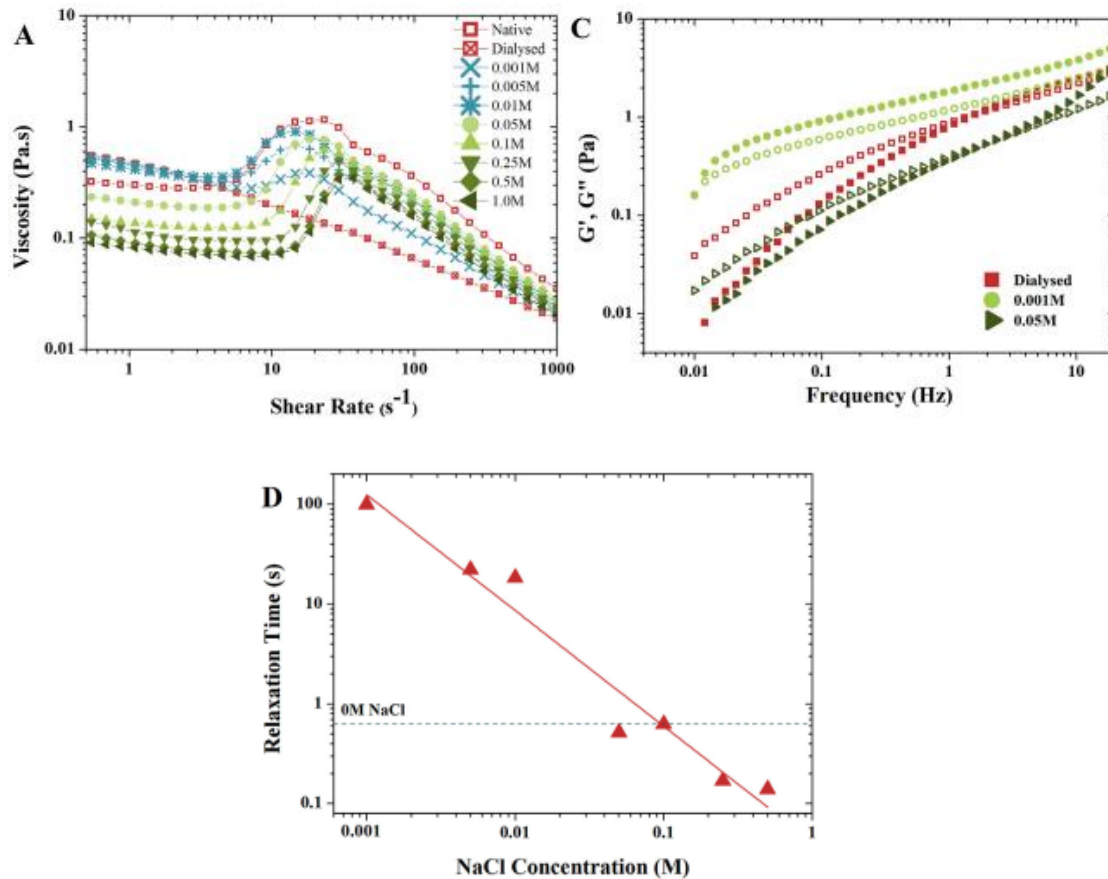 A
Viscosity (Pa.s)
10
1
0.1
0.01
1
10
100
1000
Shear Rate (s⁻¹)
Native
Dialysed
0.001M
0.005M
0.01M
0.05M
0.1M
0.25M
0.5M
1.0M
C
G', G'' (Pa)
10
1
0.1
0.01
0.01
0.1
1
10
Frequency (Hz)
Dialysed
0.001M
0.05M
D
Relaxation Time (s)
100
10
1
0.1
0M NaCl
0.001
0.01
0.1
1
NaCl Concentration (M)